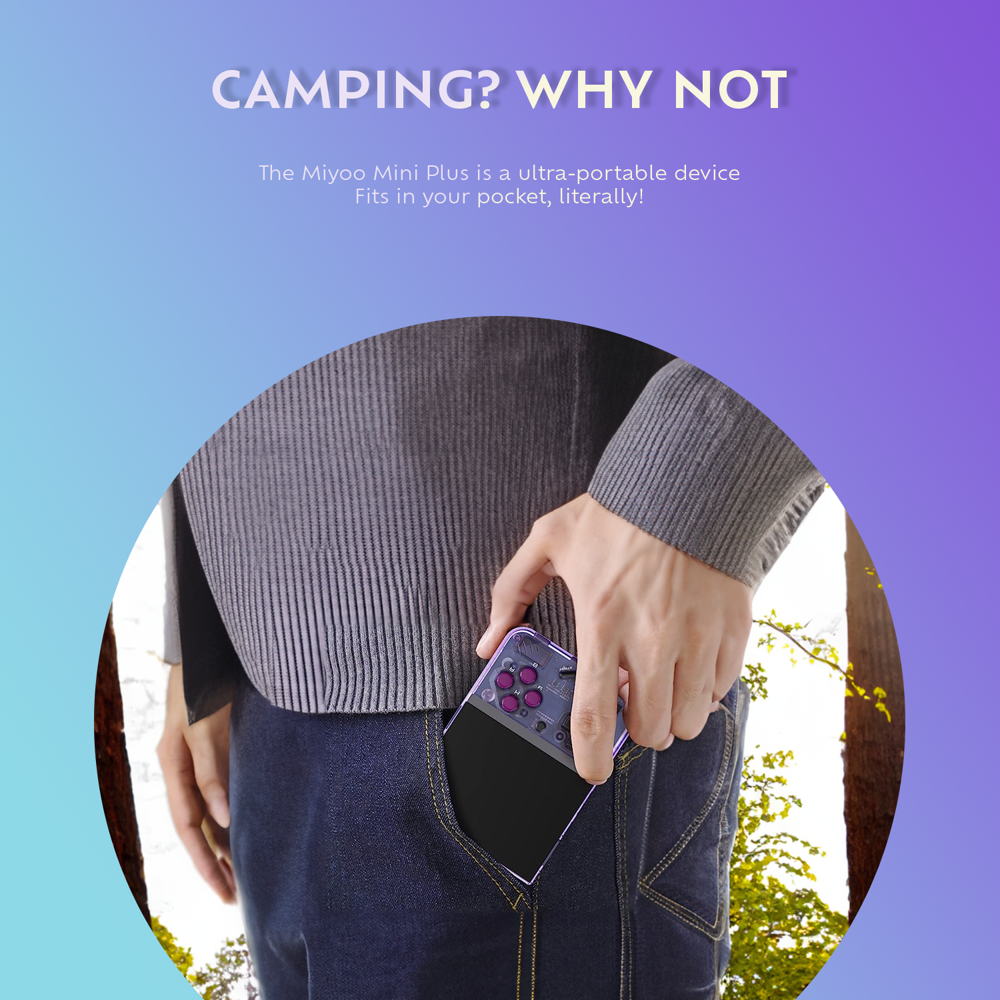 CAMPING? WHY NOT
The Miyoo Mini Plus is a ultra-portable device
Fits in your pocket, literally!